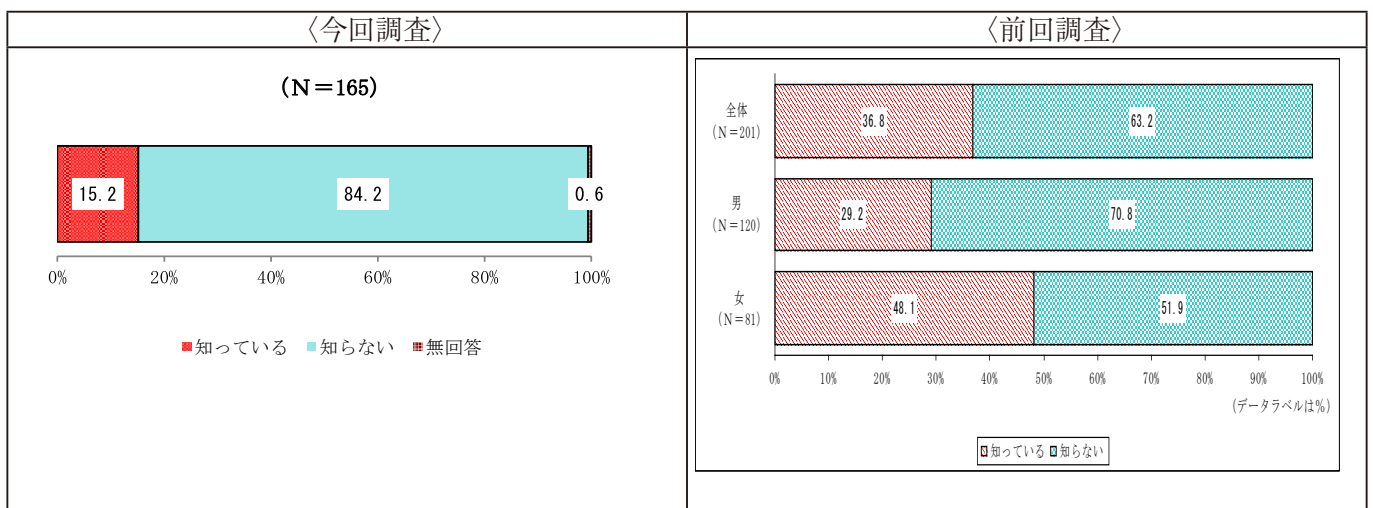 〈今回調査〉
(N＝165)
15.2
84.2
0.6
0%
20%
40%
60%
80%
100%
知っている 知らない 無回答
〈前回調査〉
全体
(N＝201)
36.8
63.2
男
(N＝120)
29.2
70.8
女
(N＝81)
48.1
51.9
0%
10%
20%
30%
40%
50%
60%
70%
80%
90%
100%
(データラベルは%)
知っている 知らない